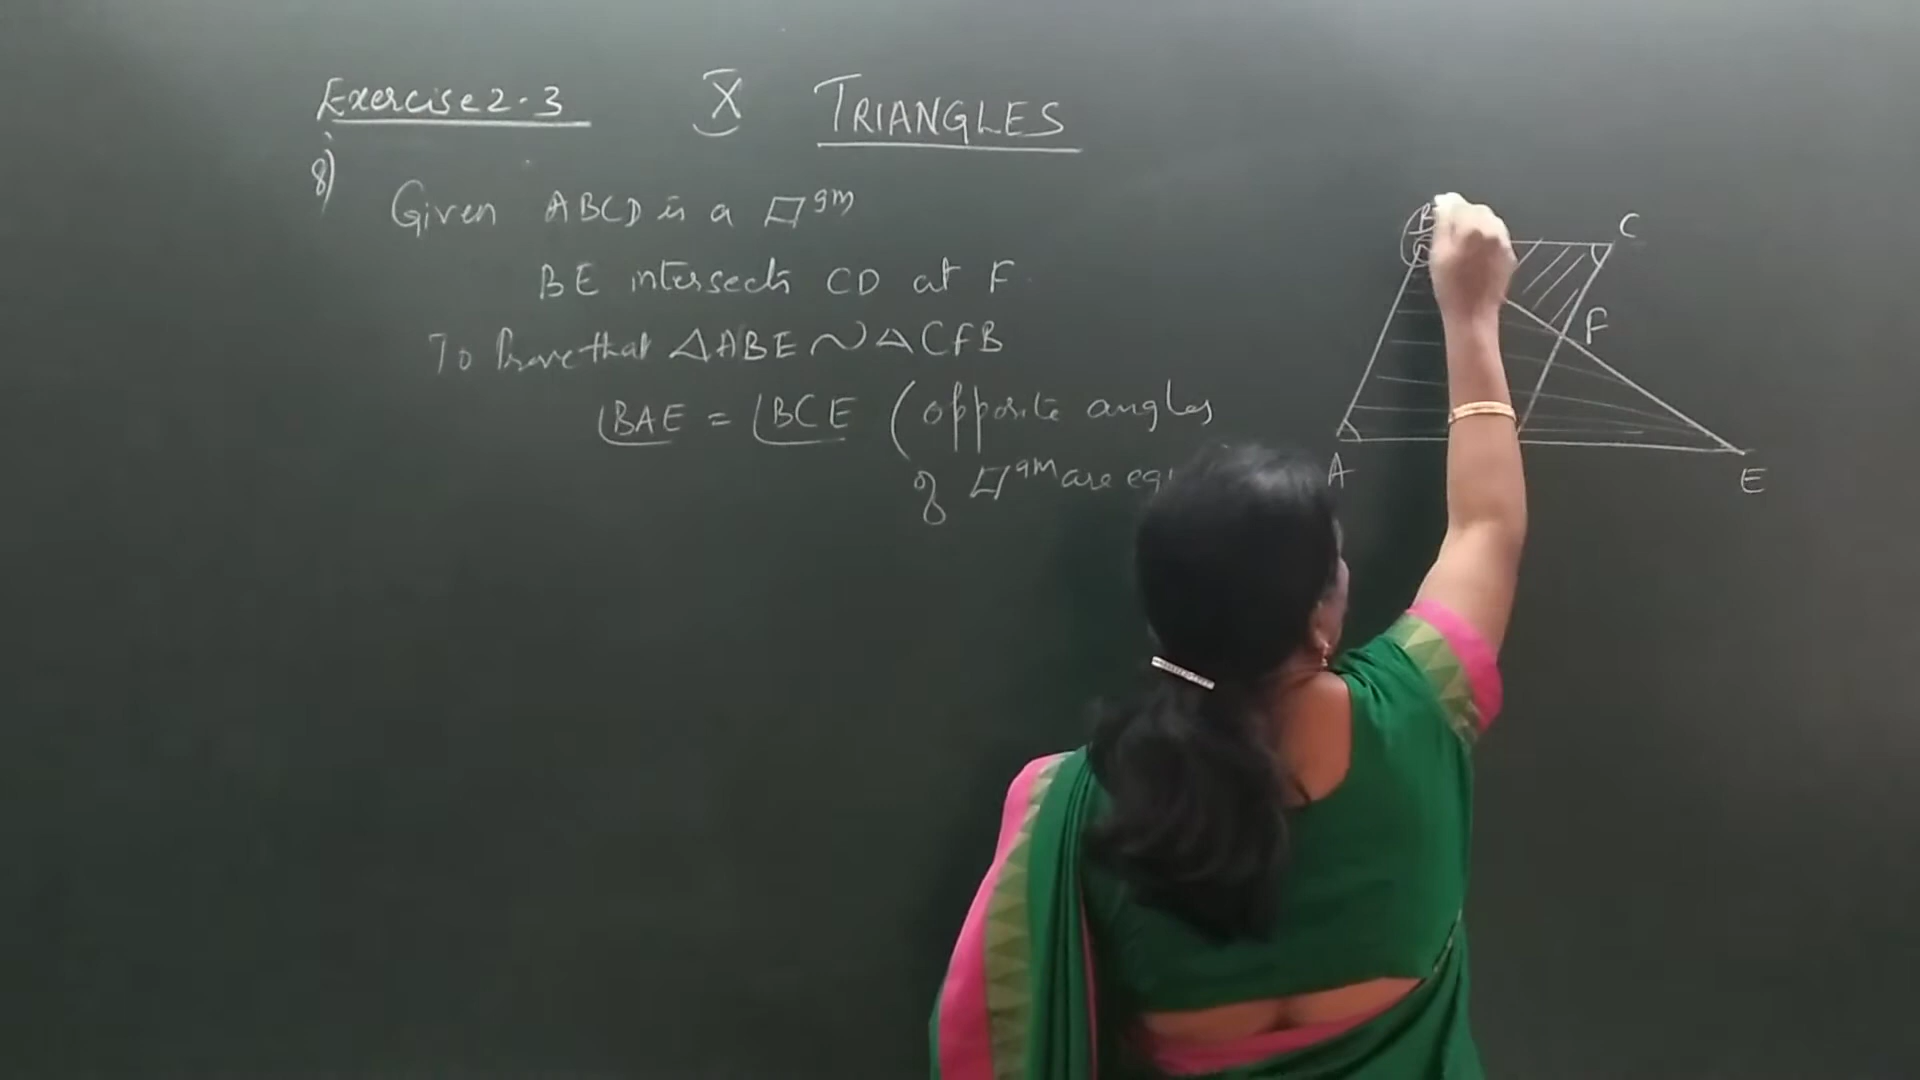 Exercise 2.3 X TRIANGLES
8) Given ABCD is a ▱gm
BE intersects CD at F.
To Prove that △ABE ~ △CFB
∠BAE = ∠BCE (opposite angles
of ▱gm are
B C
F
A E